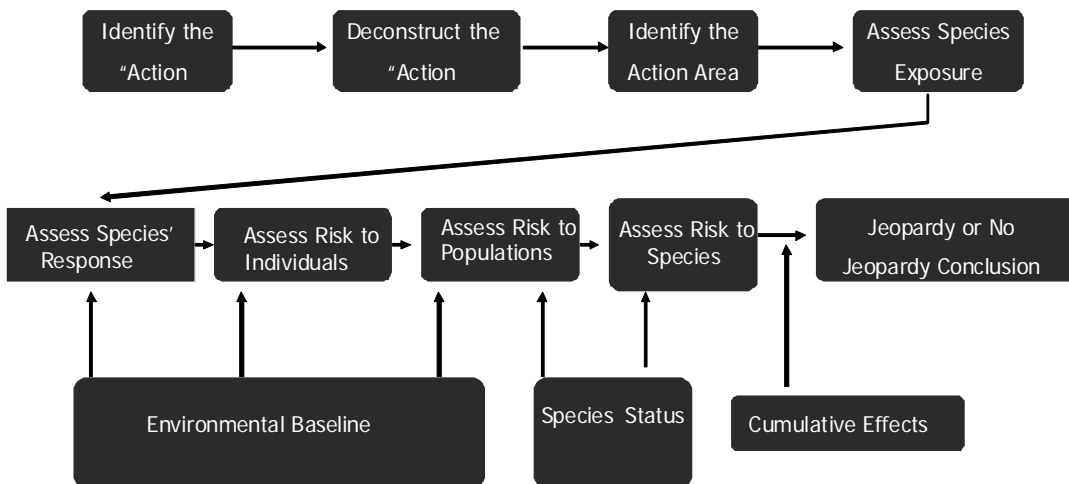 Identify the
“Action
Deconstruct the
“Action
Identify the
Action Area
Assess Species
Exposure
Assess Species’
Response
Assess Risk to
Individuals
Assess Risk to
Populations
Assess Risk to
Species
Jeopardy or No
Jeopardy Conclusion
Environmental Baseline
Species Status
Cumulative Effects